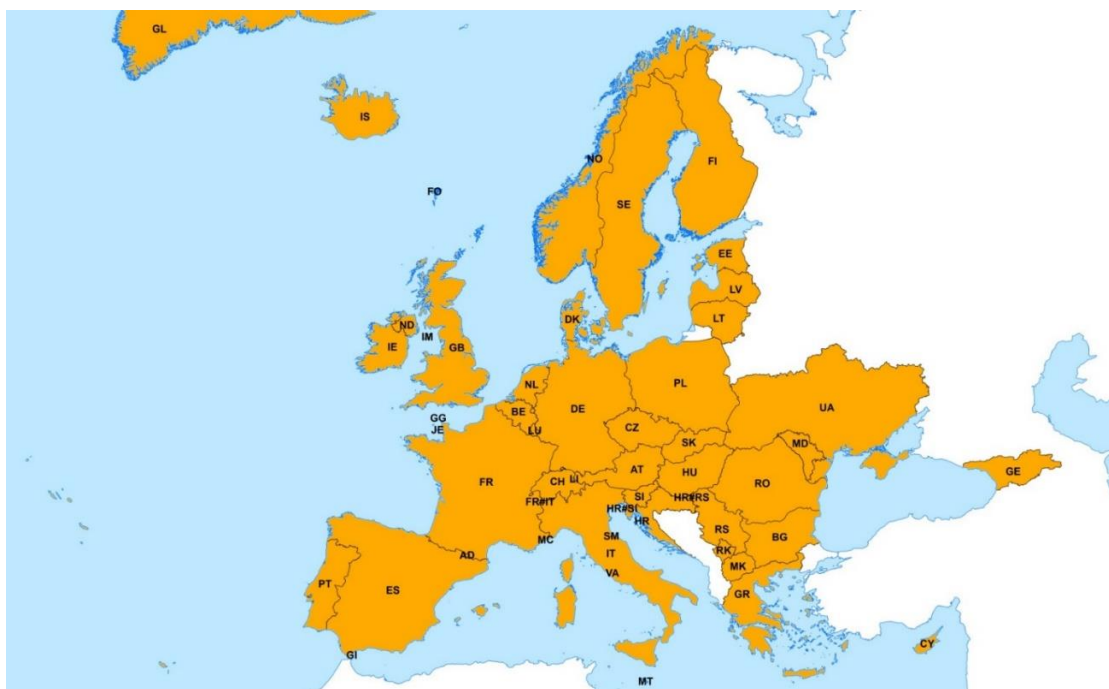 GL
IS
NO
FI
FØ
SE
EE
LV
LT
DK
ND
IM
IE
GB
NL
PL
BE
DE
UA
GG
JE
LU
CZ
SK
MD
AT
HU
GE
FR
CH
LI
RO
FR#IT
SI
HR#RS
HR#SI
HR
RS
SM
BG
MC
IT
RK
AD
VA
MK
PT
ES
GR
CY
GI
MT